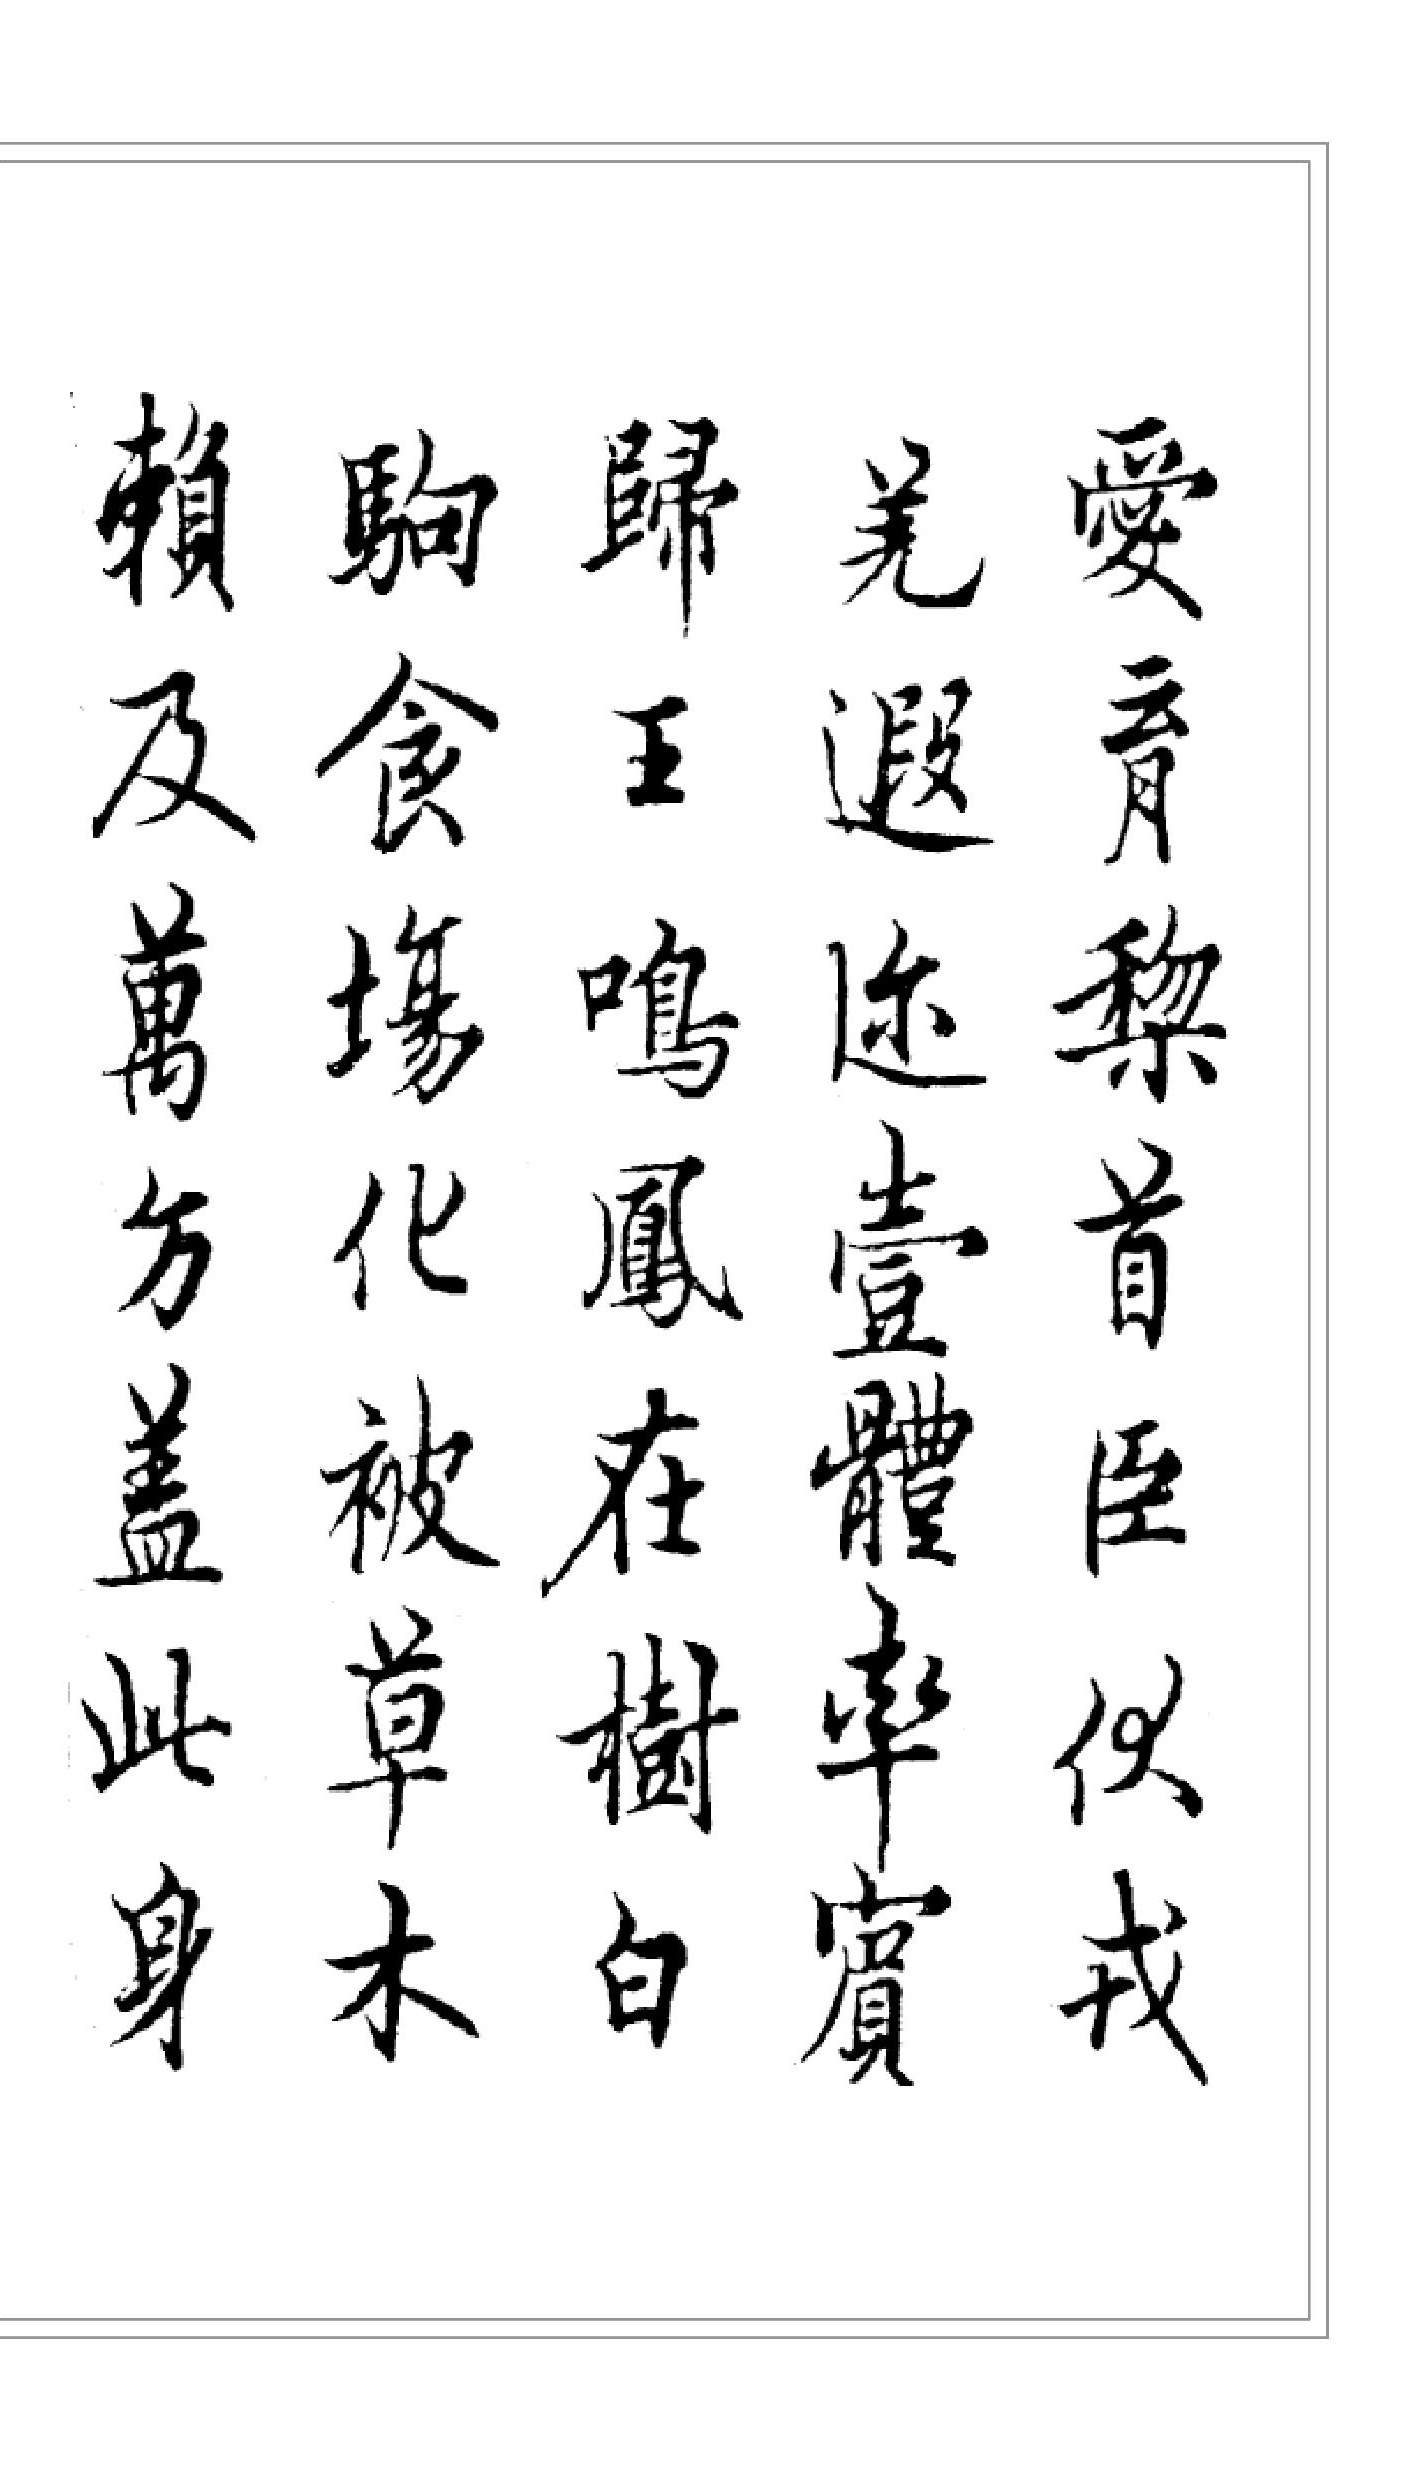 愛育黎首臣伏戎
羌遐迩壹體率賓
歸王鳴鳳在樹白
駒食場化被草木
賴及萬方盖此身